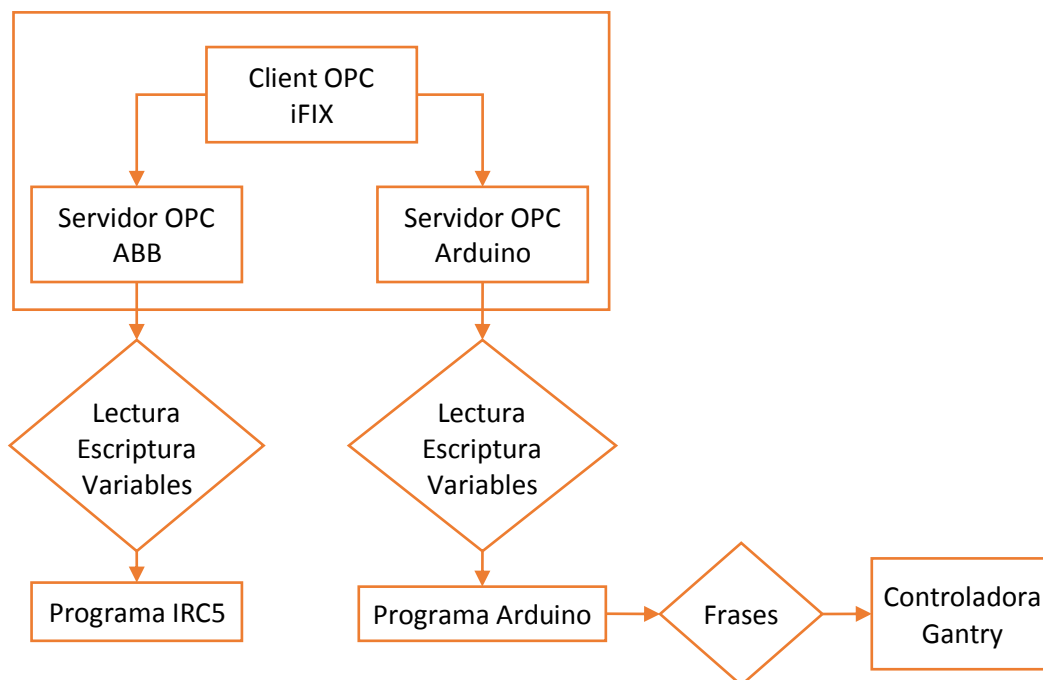 Client OPC
iFIX
Servidor OPC
ABB
Servidor OPC
Arduino
Lectura
Escriptura
Variables
Lectura
Escriptura
Variables
Programa IRC5
Programa Arduino
Frases
Controladora
Gantry